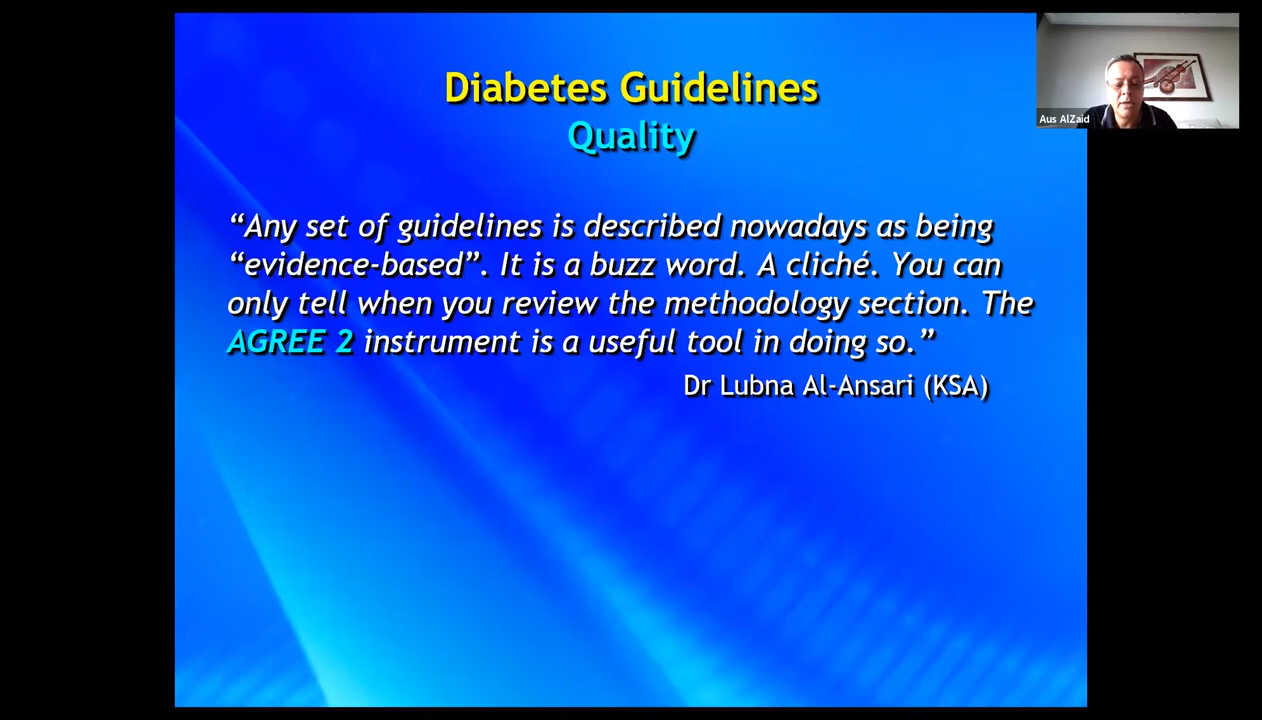 Diabetes Guidelines
Quality
“Any set of guidelines is described nowadays as being
“evidence-based”. It is a buzz word. A cliché. You can
only tell when you review the methodology section. The
AGREE 2 instrument is a useful tool in doing so.”
Dr Lubna Al-Ansari (KSA)
Aus AlZaid